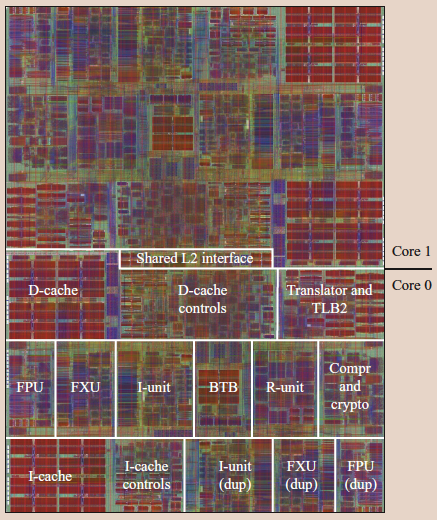 Core 1
Shared L2 interface
Core 0
D-cache
D-cache
controls
Translator and
TLB2
FPU
FXU
I-unit
BTB
R-unit
Compr
and
crypto
I-cache
I-cache
controls
I-unit
(dup)
FXU
(dup)
FPU
(dup)